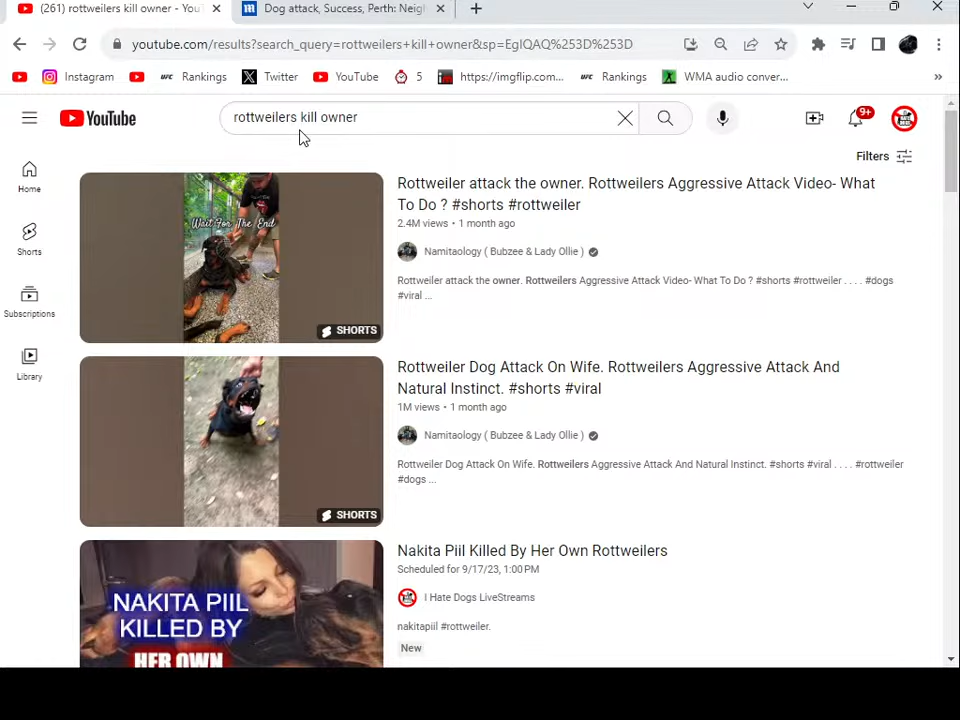 (261) rottweilers kill owner - You
Dog attack, Success, Perth: Neigh
youtube.com/results?search_query=rottweilers+kill+owner&sp=EgIQAQ%253D%253D
Instagram
UFC Rankings
Twitter
YouTube
5
https://imgflip.com...
UFC Rankings
WMA audio conver...
»
YouTube
rottweilers kill owner
9+
Filters
Home
Shorts
Subscriptions
Library
Wait For The End
SHORTS
Rottweiler attack the owner. Rottweilers Aggressive Attack Video- What
To Do ? #shorts #rottweiler
2.4M views • 1 month ago
Namitaology ( Bubzee & Lady Ollie )
Rottweiler attack the owner. Rottweilers Aggressive Attack Video- What To Do ? #shorts #rottweiler . . . . #dogs
#viral ...
SHORTS
Rottweiler Dog Attack On Wife. Rottweilers Aggressive Attack And
Natural Instinct. #shorts #viral
1M views • 1 month ago
Namitaology ( Bubzee & Lady Ollie )
Rottweiler Dog Attack On Wife. Rottweilers Aggressive Attack And Natural Instinct. #shorts #viral . . . . #rottweiler
#dogs ...
NAKITA PIIL
KILLED BY
HER OWN
Nakita Piil Killed By Her Own Rottweilers
Scheduled for 9/17/23, 1:00 PM
I Hate Dogs LiveStreams
nakitapiil #rottweiler.
New